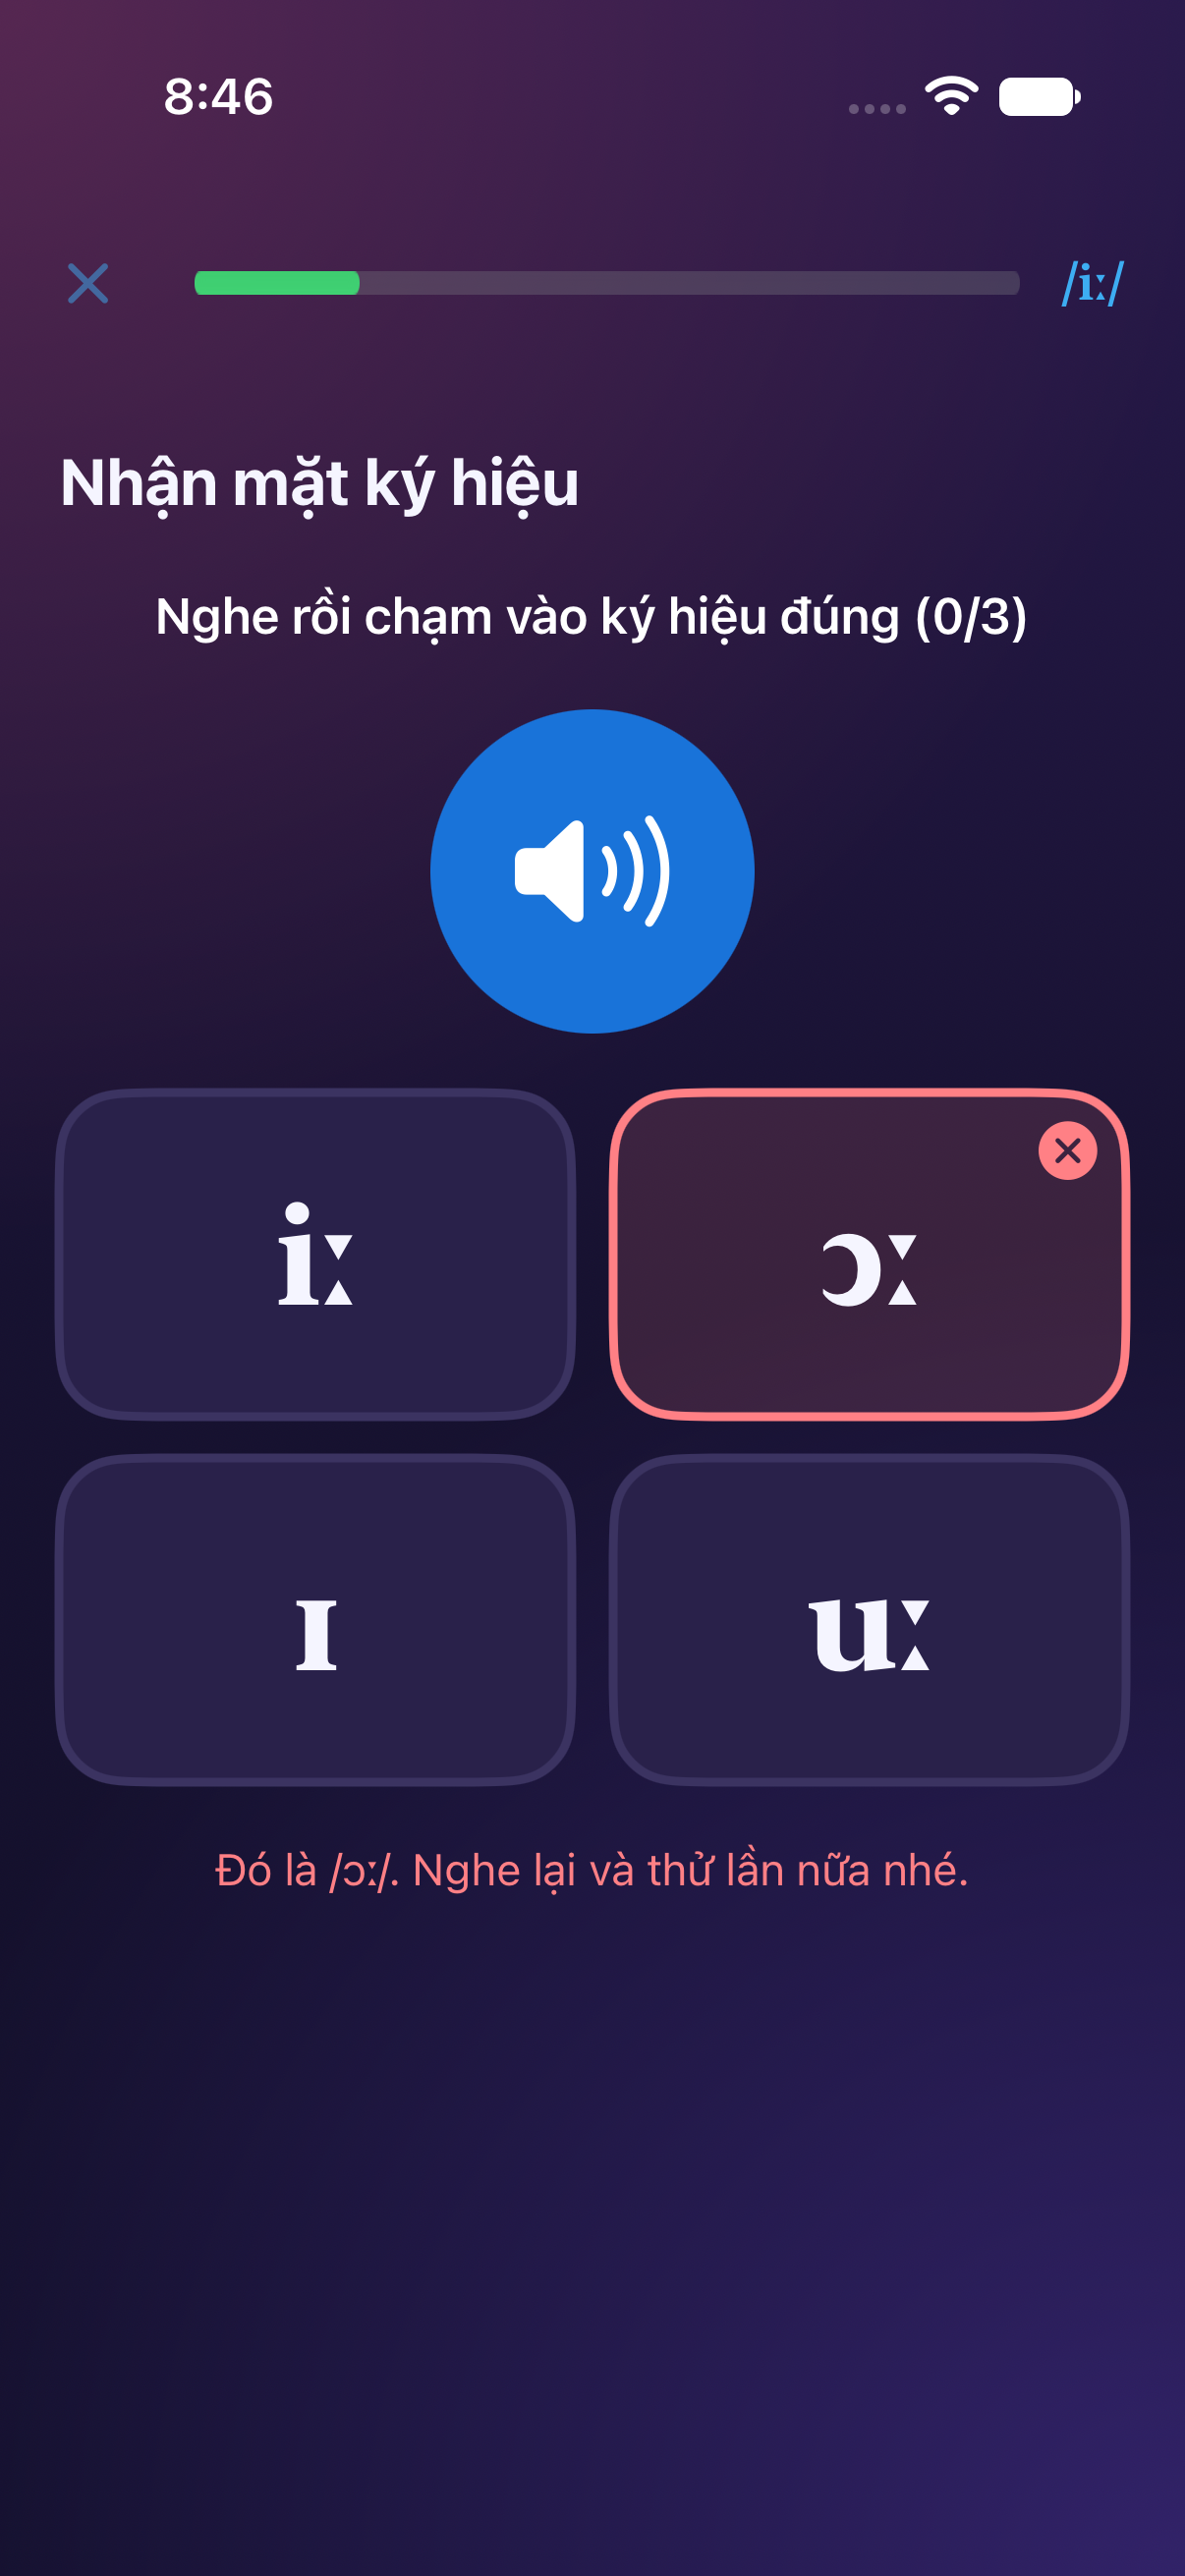 8:46
/iː/
Nhận mặt ký hiệu
Nghe rồi chạm vào ký hiệu đúng (0/3)
iː
ɔː
ɪ
uː
Đó là /ɔː/. Nghe lại và thử lần nữa nhé.